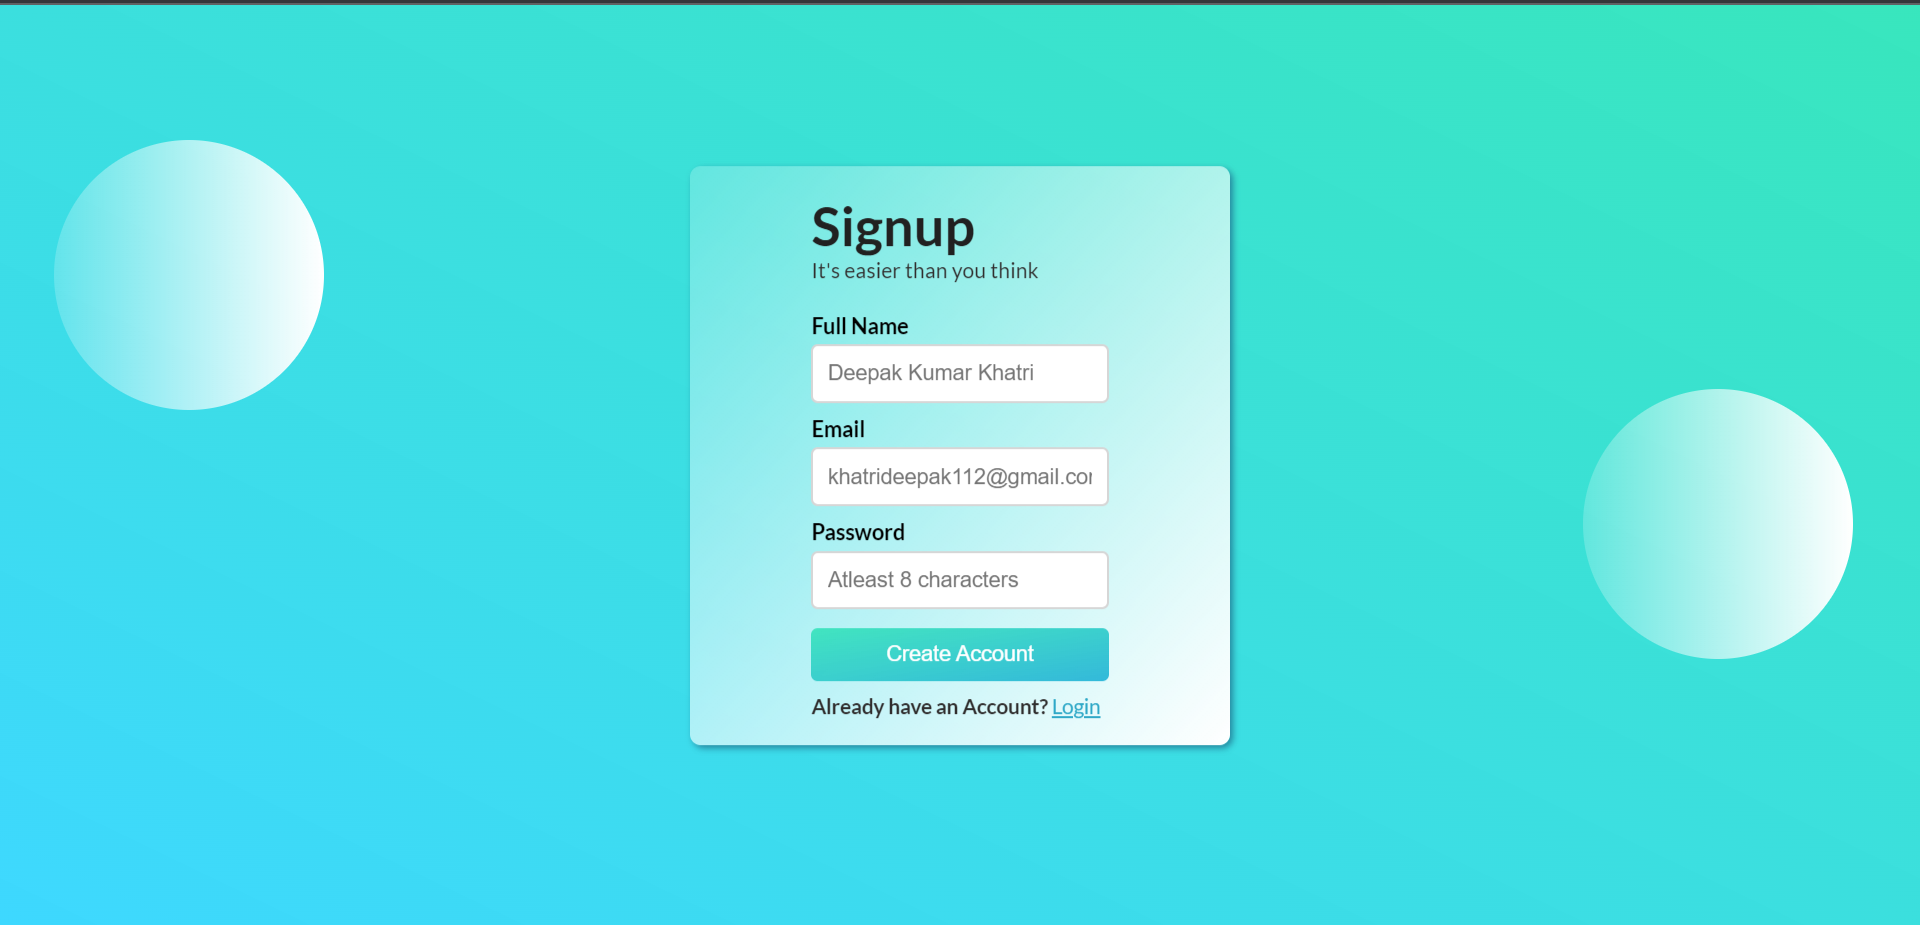 Signup
It's easier than you think
Full Name
Deepak Kumar Khatri
Email
khatrideepak112@gmail.co
Password
Atleast 8 characters
Create Account
Already have an Account? Login